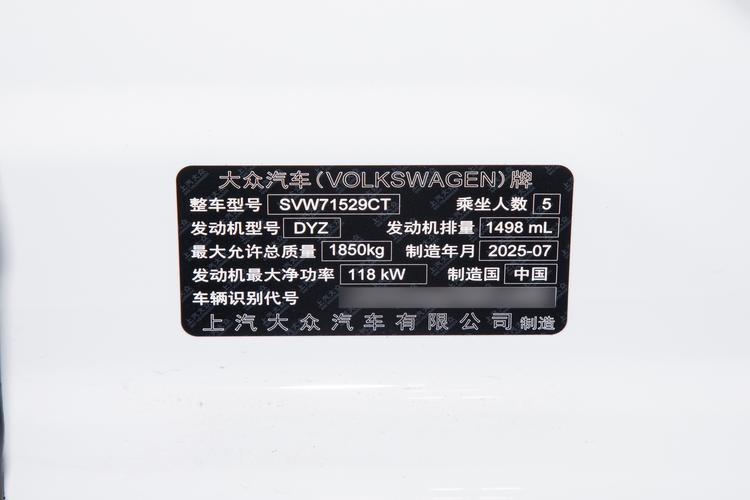 大众汽车(VOLKSWAGEN)牌
整车型号 SVW71529CT 乘坐人数 5
发动机型号 DYZ 发动机排量 1498 mL
最大允许总质量 1850kg 制造年月 2025-07
发动机最大净功率 118 kW 制造国 中国
车辆识别代号
上汽大众汽车有限公司 制造